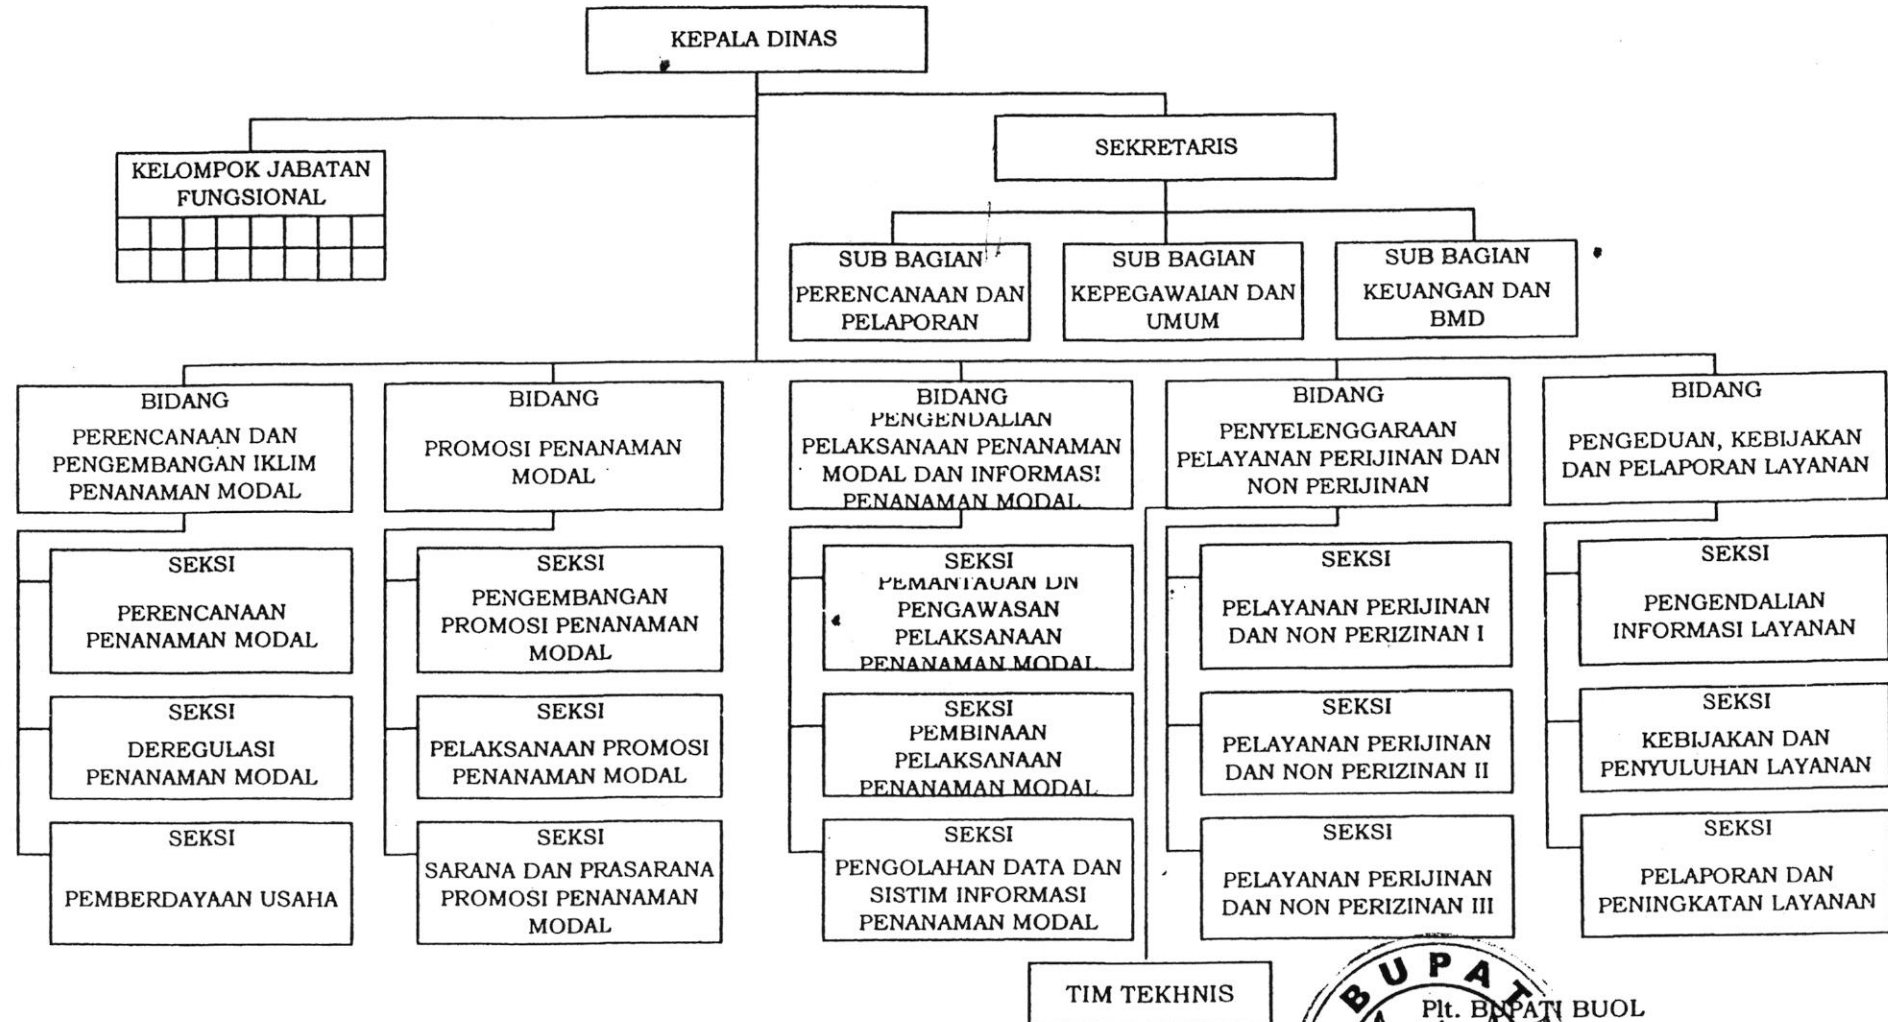 KEPALA DINAS
SEKRETARIS
KELOMPOK JABATAN
FUNGSIONAL
SUB BAGIAN
PERENCANAAN DAN
PELAPORAN
SUB BAGIAN
KEPEGAWAIAN DAN
UMUM
SUB BAGIAN
KEUANGAN DAN
BMD
BIDANG
PERENCANAAN DAN
PENGEMBANGAN IKLIM
PENANAMAN MODAL
SEKSI
PERENCANAAN
PENANAMAN MODAL
SEKSI
DEREGULASI
PENANAMAN MODAL
SEKSI
PEMBERDAYAAN USAHA
BIDANG
PROMOSI PENANAMAN
MODAL
SEKSI
PENGEMBANGAN
PROMOSI PENANAMAN
MODAL
SEKSI
PELAKSANAAN PROMOSI
PENANAMAN MODAL
SEKSI
SARANA DAN PRASARANA
PROMOSI PENANAMAN
MODAL
BIDANG
PENGENDALIAN
PELAKSANAAN PENANAMAN
MODAL DAN INFORMASI
PENANAMAN MODAL
SEKSI
PEMANTAUAN DN
PENGAWASAN
PELAKSANAAN
PENANAMAN MODAL
SEKSI
PEMBINAAN
PELAKSANAAN
PENANAMAN MODAL
SEKSI
PENGOLAHAN DATA DAN
SISTIM INFORMASI
PENANAMAN MODAL
BIDANG
PENYELENGGARAAN
PELAYANAN PERIJINAN DAN
NON PERIJINAN
SEKSI
PELAYANAN PERIJINAN
DAN NON PERIZINAN I
SEKSI
PELAYANAN PERIJINAN
DAN NON PERIZINAN II
SEKSI
PELAYANAN PERIJINAN
DAN NON PERIZINAN III
BIDANG
PENGEDUAN, KEBIJAKAN
DAN PELAPORAN LAYANAN
SEKSI
PENGENDALIAN
INFORMASI LAYANAN
SEKSI
KEBIJAKAN DAN
PENYULUHAN LAYANAN
SEKSI
PELAPORAN DAN
PENINGKATAN LAYANAN
TIM TEKHNIS
BUPAT
Plt. BUPATI BUOL